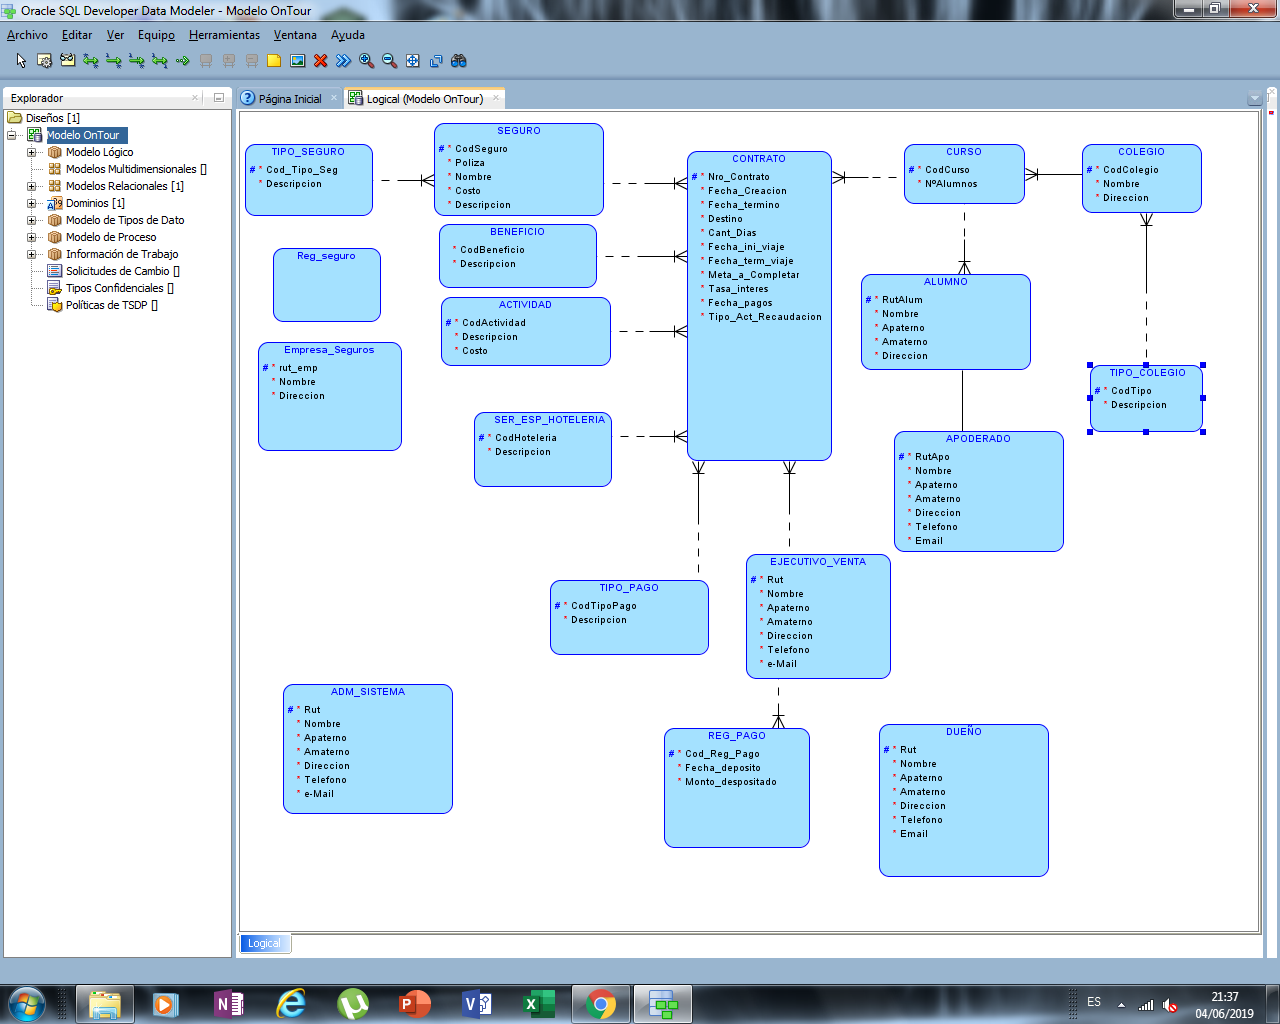 Oracle SQL Developer Data Modeler - Modelo OnTour
Archivo Editar Ver Equipo Herramientas Ventana Ayuda
Explorador
Página Inicial
Logical (Modelo OnTour)
Diseños [1]
Modelo OnTour
Modelo Lógico
Modelos Multidimensionales []
Modelos Relacionales [1]
Dominios [1]
Modelo de Tipos de Dato
Modelo de Proceso
Información de Trabajo
Solicitudes de Cambio []
Tipos Confidenciales []
Políticas de TSDP []
TIPO_SEGURO
# * Cod_Tipo_Seg
* Descripcion
SEGURO
# * CodSeguro
* Poliza
* Nombre
* Costo
* Descripcion
BENEFICIO
* CodBeneficio
* Descripcion
Reg_seguro
ACTIVIDAD
# * CodActividad
* Descripcion
* Costo
Empresa_Seguros
# * rut_emp
* Nombre
* Direccion
SER_ESP_HOTELERIA
# * CodHoteleria
* Descripcion
CONTRATO
# * Nro_Contrato
* Fecha_Creacion
* Fecha_termino
* Destino
* Cant_Dias
* Fecha_ini_viaje
* Fecha_term_viaje
* Meta_a_Completar
* Tasa_interes
* Fecha_pagos
* Tipo_Act_Recaudacion
CURSO
# * CodCurso
* NºAlumnos
COLEGIO
# * CodColegio
* Nombre
* Direccion
ALUMNO
# * RutAlum
* Nombre
* Apaterno
* Amaterno
* Direccion
TIPO_COLEGIO
# * CodTipo
* Descripcion
APODERADO
# * RutApo
* Nombre
* Apaterno
* Amaterno
* Direccion
* Telefono
* Email
TIPO_PAGO
# * CodTipoPago
* Descripcion
EJECUTIVO_VENTA
# * Rut
* Nombre
* Apaterno
* Amaterno
* Direccion
* Telefono
* e-Mail
ADM_SISTEMA
# * Rut
* Nombre
* Apaterno
* Amaterno
* Direccion
* Telefono
* e-Mail
REG_PAGO
# * Cod_Reg_Pago
* Fecha_deposito
* Monto_despositado
DUEÑO
# * Rut
* Nombre
* Apaterno
* Amaterno
* Direccion
* Telefono
* Email
Logical
ES
21:37
04/06/2019